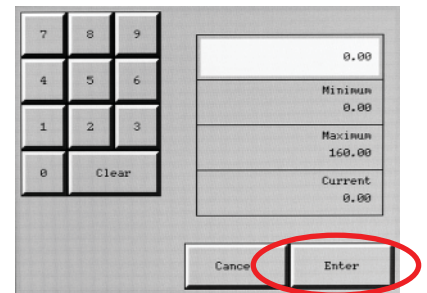 7 8 9
4 5 6
1 2 3
0 Clear
0.00
Minimum
0.00
Maximum
160.00
Current
0.00
Cancel Enter